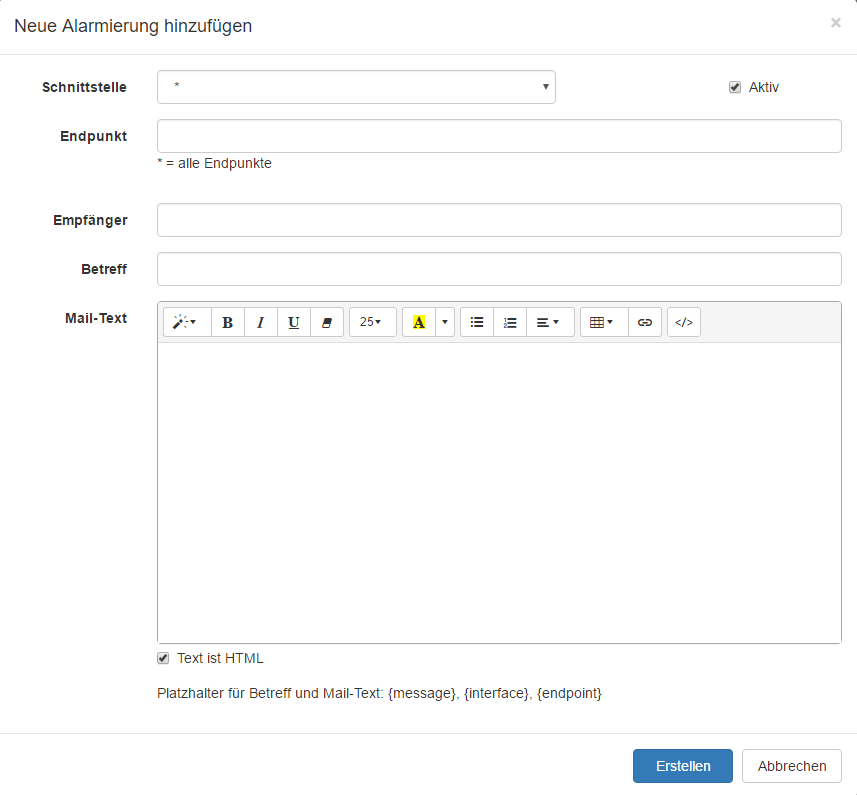 Neue Alarmierung hinzufügen ×
Schnittstelle * Aktiv
Endpunkt
* = alle Endpunkte
Empfänger
Betreff
Mail-Text B I U 25 A </>
Text ist HTML
Platzhalter für Betreff und Mail-Text: {message}, {interface}, {endpoint}
Erstellen Abbrechen